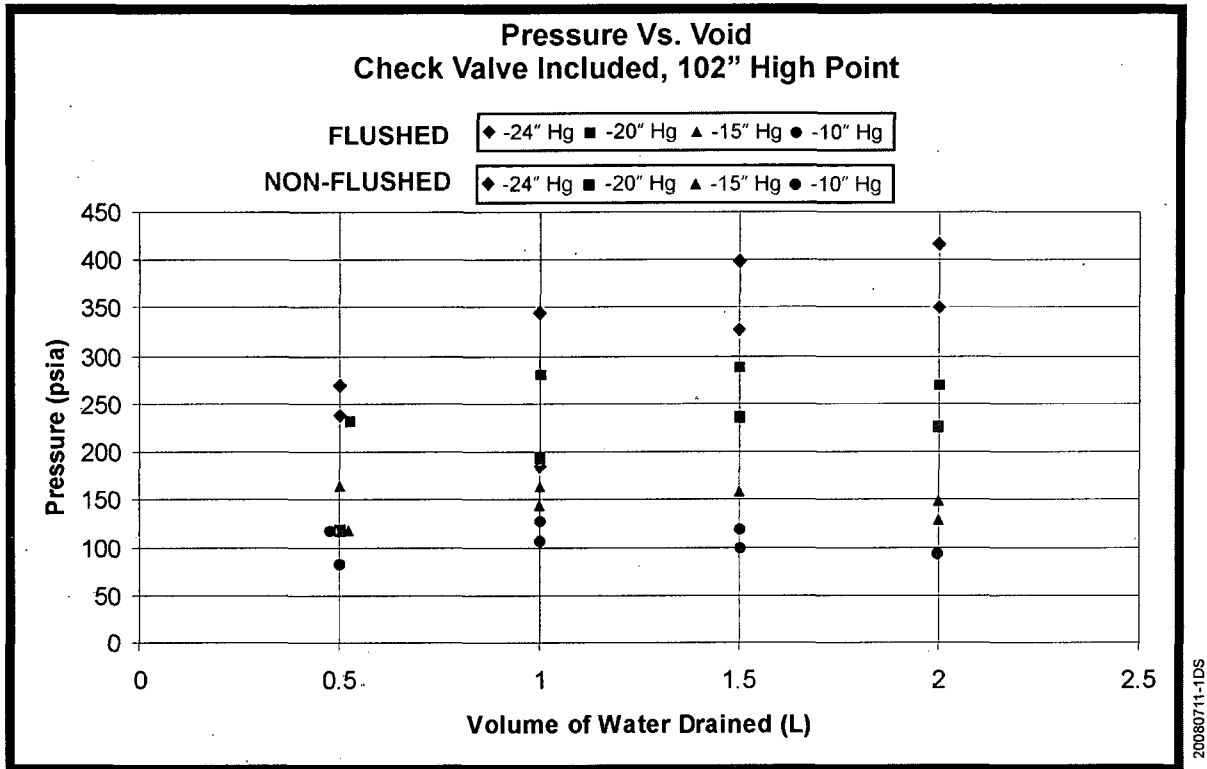 Pressure Vs. Void
Check Valve Included, 102" High Point
FLUSHED ◆ -24" Hg ■ -20" Hg ▲ -15" Hg ● -10" Hg
NON-FLUSHED ◆ -24" Hg ■ -20" Hg ▲ -15" Hg ● -10" Hg
450
400
350
300
250
200
150
100
50
0
Pressure (psia)
0 0.5 1 1.5 2 2.5
Volume of Water Drained (L)
20080711-1DS